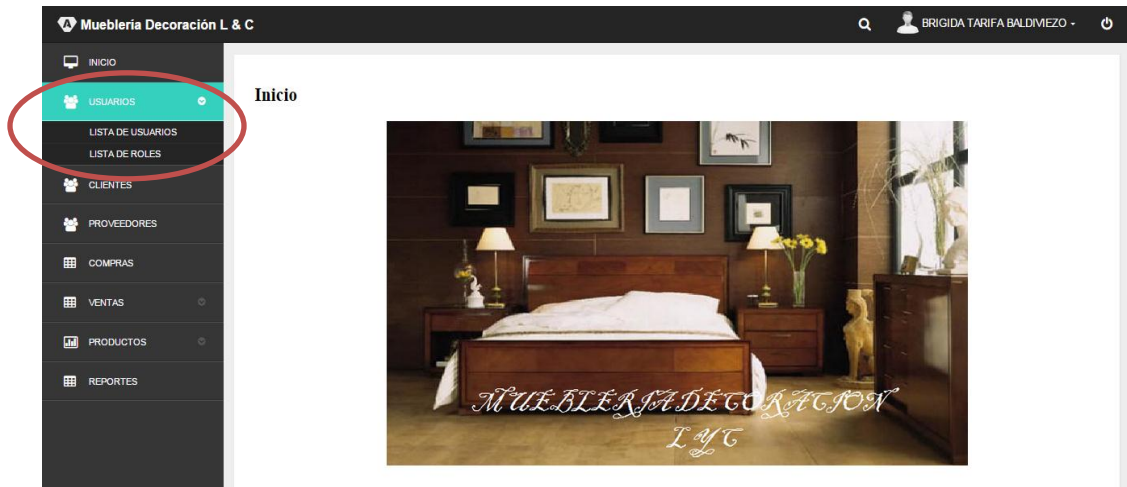 Mueblería Decoración L & C
BRIGIDA TARIFA BALDIVIEZO
INICIO
USUARIOS
LISTA DE USUARIOS
LISTA DE ROLES
CLIENTES
PROVEEDORES
COMPRAS
VENTAS
PRODUCTOS
REPORTES
Inicio
MUEBLERIA DECORACION
L Y C